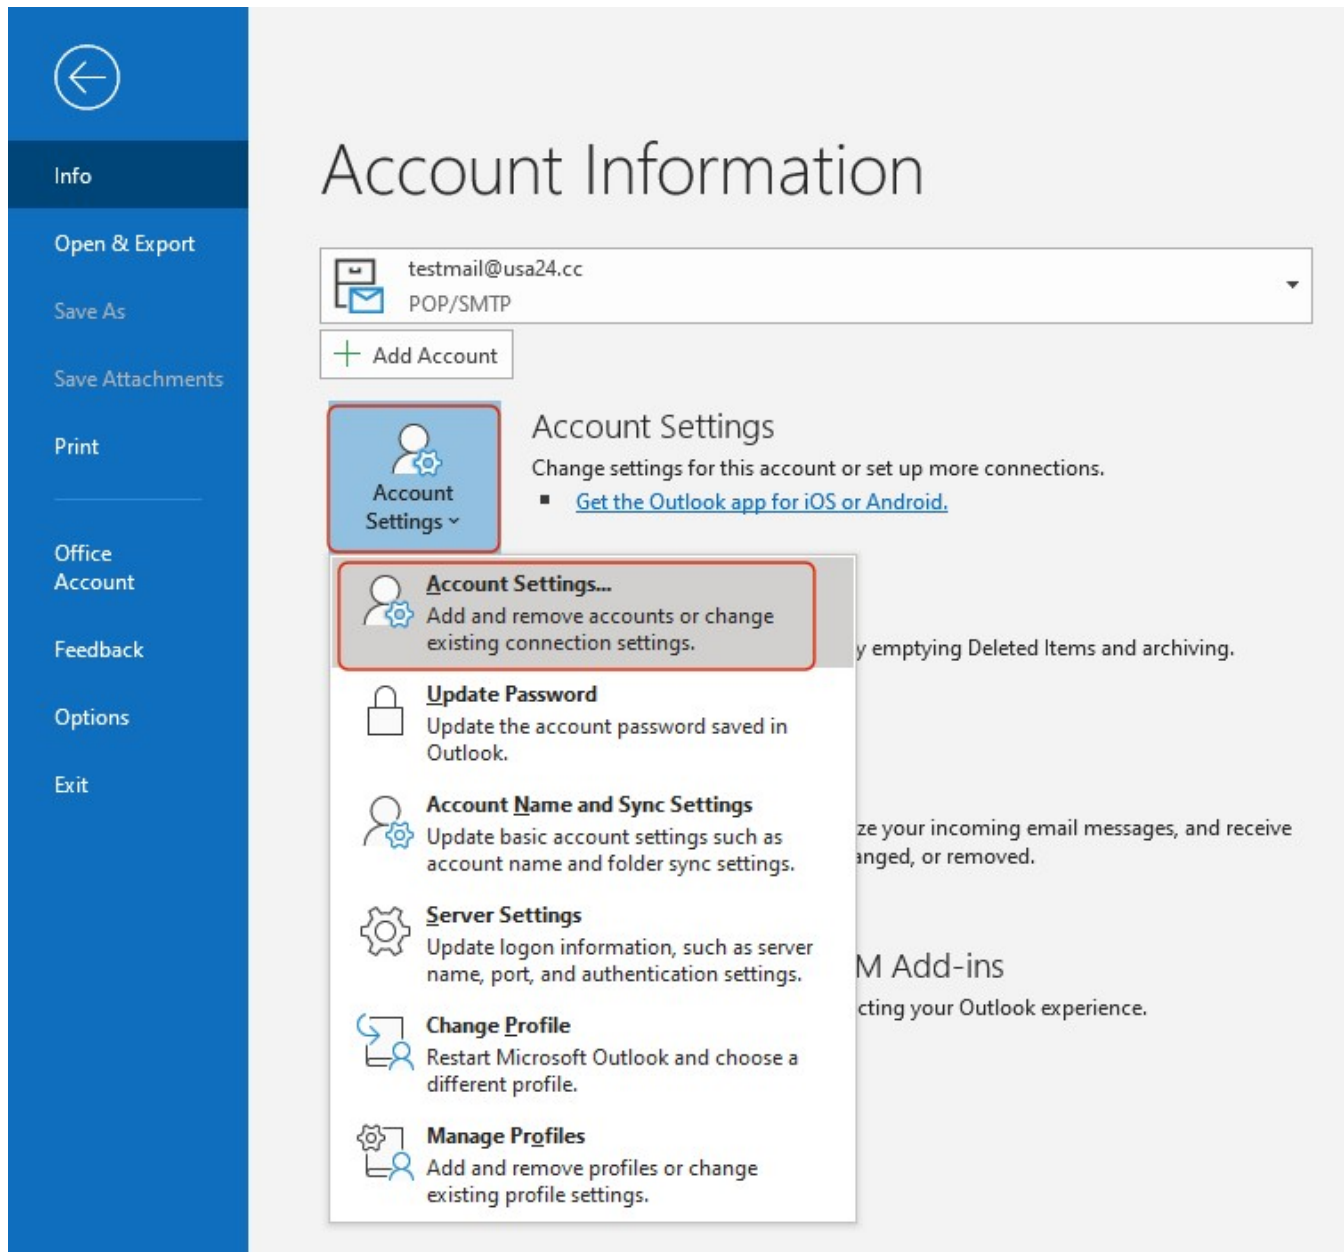 Info
Open & Export
Save As
Save Attachments
Print
Office
Account
Feedback
Options
Exit
Account Information
testmail@usa24.cc
POP/SMTP
Add Account
Account
Settings
Account Settings
Change settings for this account or set up more connections.
Get the Outlook app for iOS or Android.
Account Settings...
Add and remove accounts or change
existing connection settings.
Update Password
Update the account password saved in
Outlook.
Account Name and Sync Settings
Update basic account settings such as
account name and folder sync settings.
Server Settings
Update logon information, such as server
name, port, and authentication settings.
Change Profile
Restart Microsoft Outlook and choose a
different profile.
Manage Profiles
Add and remove profiles or change
existing profile settings.
y emptying Deleted Items and archiving.
ze your incoming email messages, and receive
anged, or removed.
M Add-ins
cting your Outlook experience.